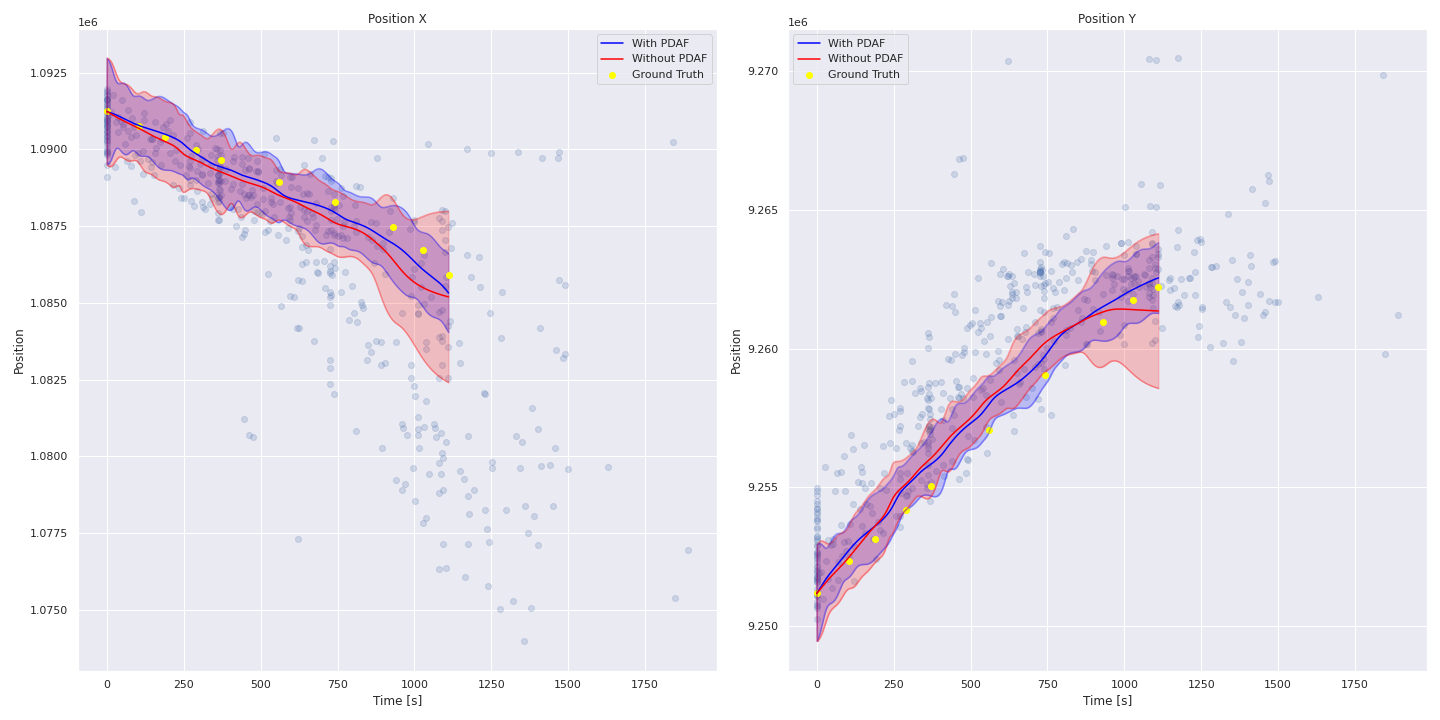 Position X
1e6
With PDAF
Without PDAF
Ground Truth
1.0925
1.0900
1.0875
1.0850
1.0825
1.0800
1.0775
1.0750
Position
0
250
500
750
1000
1250
1500
1750
Time [s]
Position Y
1e6
With PDAF
Without PDAF
Ground Truth
9.270
9.265
9.260
9.255
9.250
Position
0
250
500
750
1000
1250
1500
1750
Time [s]